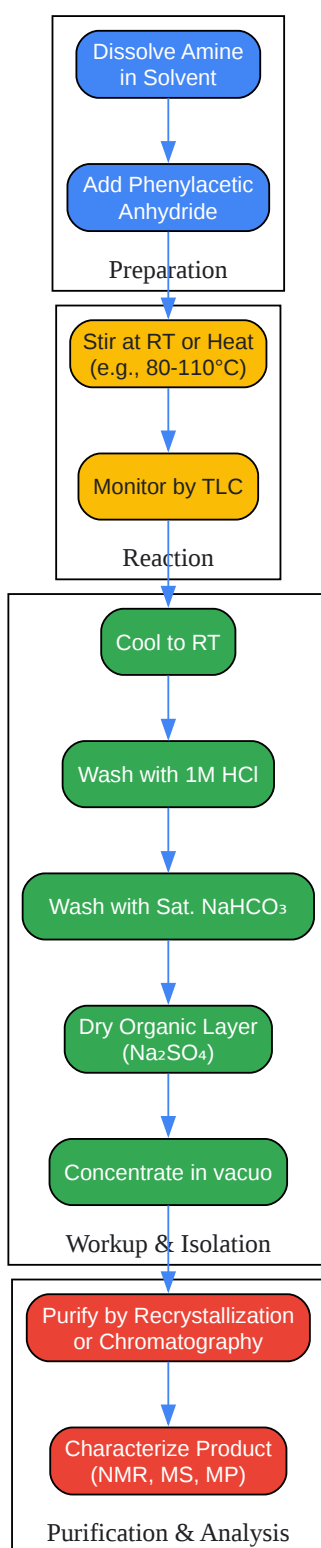 Dissolve Amine
in Solvent
Add Phenylacetic
Anhydride
Preparation
Stir at RT or Heat
(e.g., 80-110°C)
Monitor by TLC
Reaction
Cool to RT
Wash with 1M HCl
Wash with Sat. NaHCO₃
Dry Organic Layer
(Na₂SO₄)
Concentrate in vacuo
Workup & Isolation
Purify by Recrystallization
or Chromatography
Characterize Product
(NMR, MS, MP)
Purification & Analysis